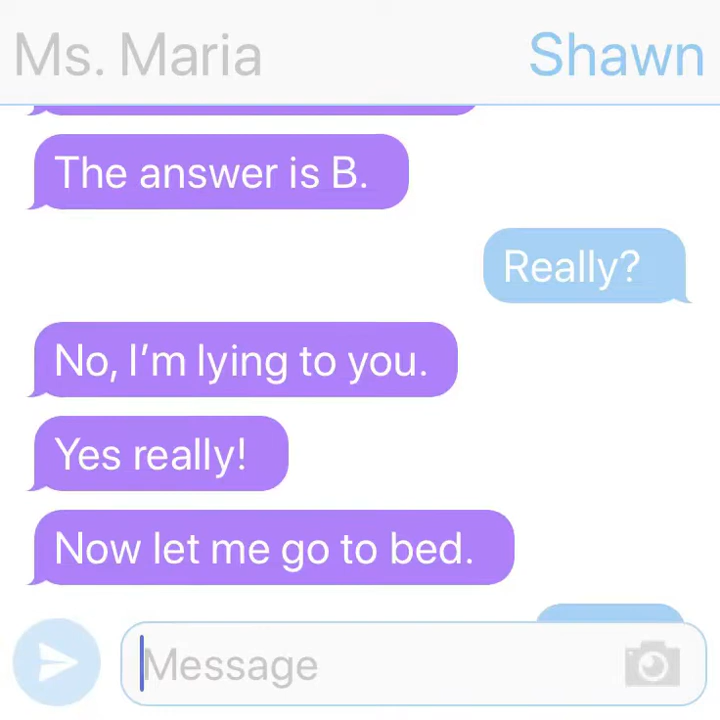 Ms. Maria
Shawn
The answer is B.
Really?
No, I’m lying to you.
Yes really!
Now let me go to bed.
Message